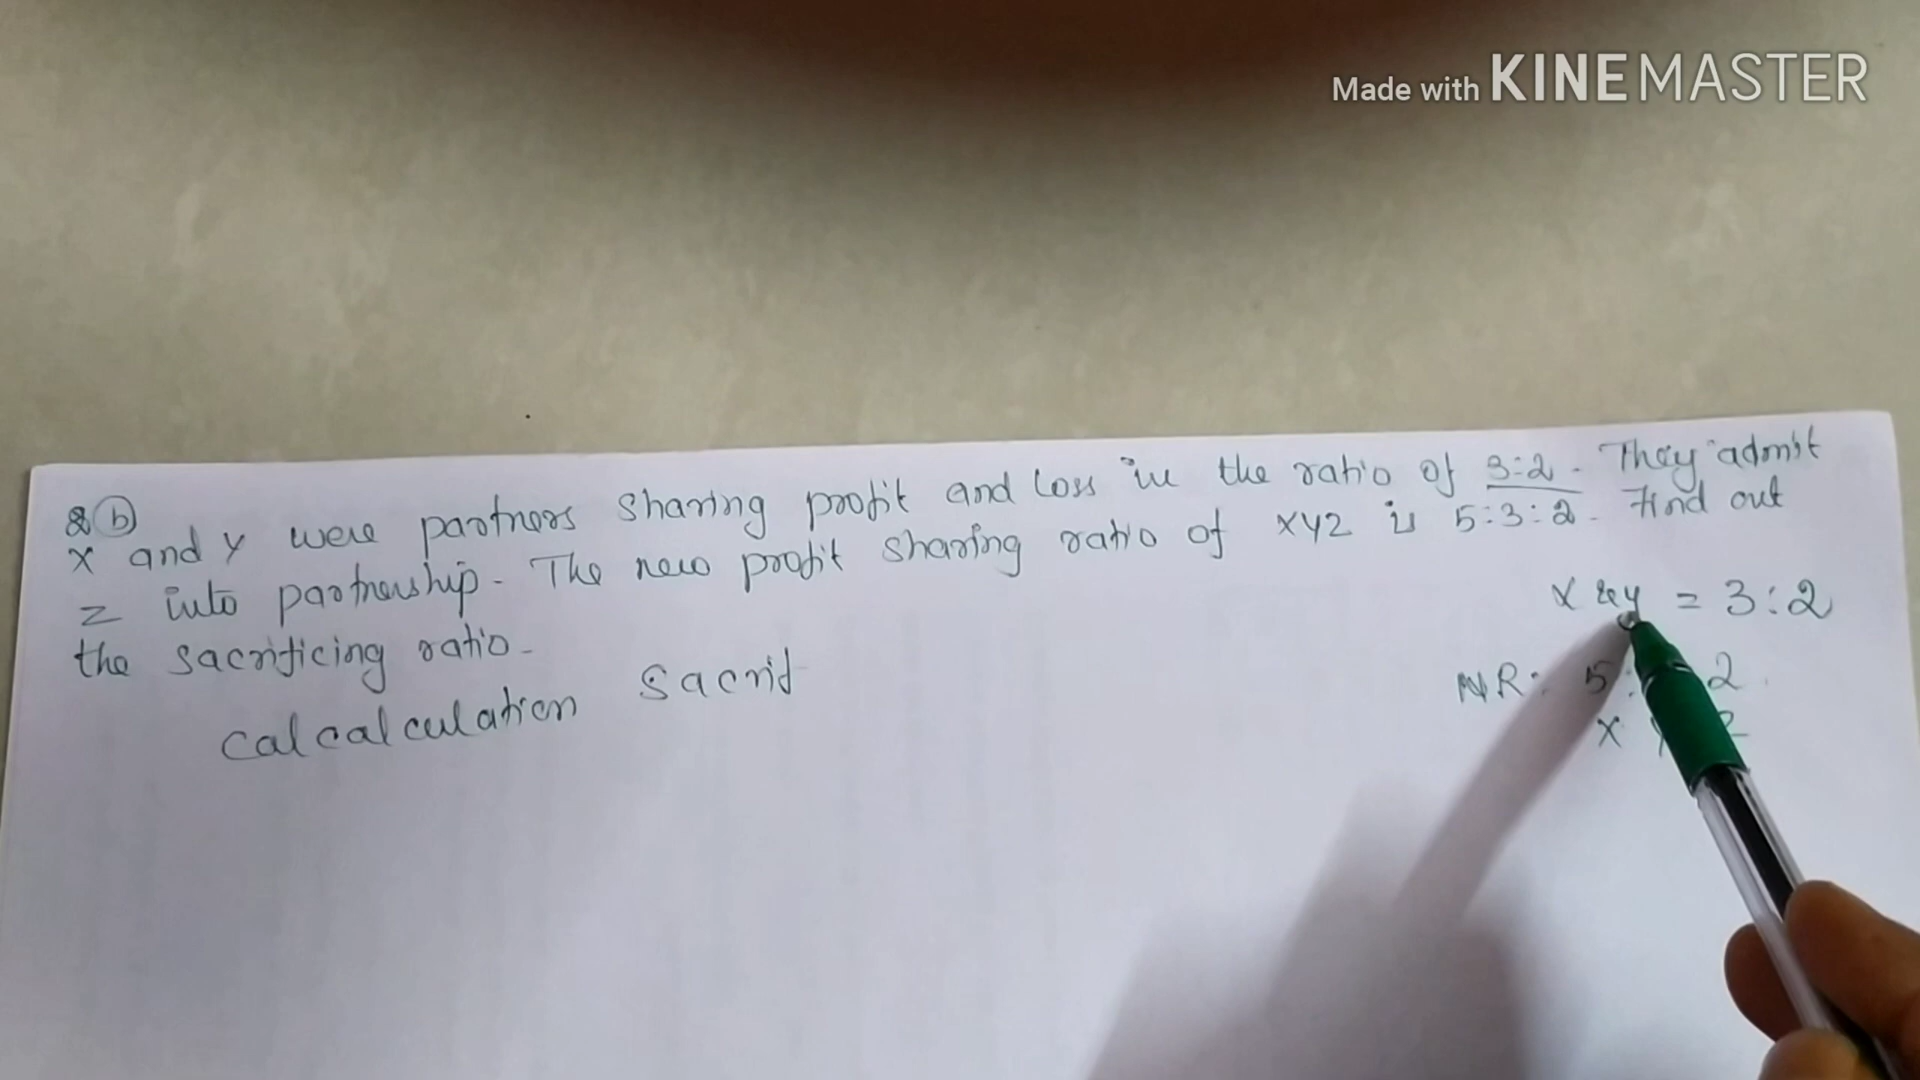 Made with KINEMASTER
Q b
X and Y were partners sharing profit and loss in the ratio of 3:2. They admit
Z into partnership. The new profit sharing ratio of XYZ is 5:3:2. Find out
the sacrificing ratio.
X & Y = 3:2
calcalculation sacrif
NR: 5: 2
X